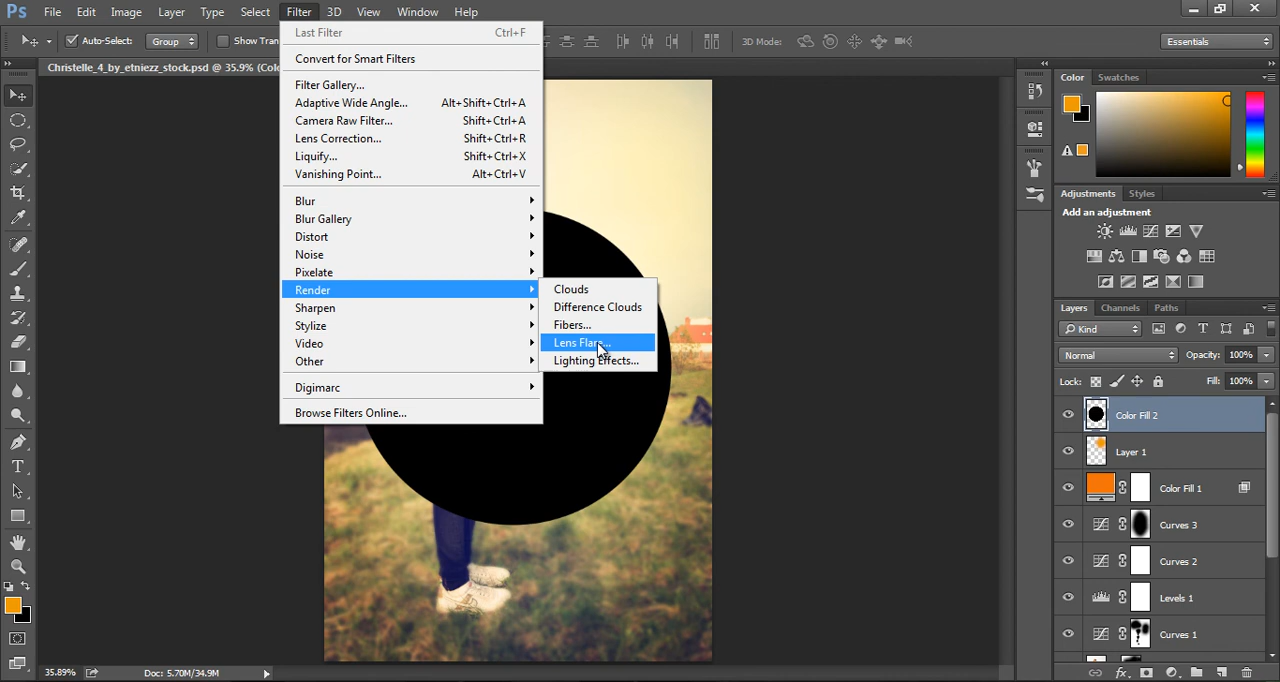 Ps File Edit Image Layer Type Select Filter 3D View Window Help
Auto-Select: Group Show Tran 3D Mode: Essentials
Christelle_4_by_etniezz_stock.psd @ 35.9% (Colo
Last Filter Ctrl+F
Convert for Smart Filters
Filter Gallery...
Adaptive Wide Angle... Alt+Shift+Ctrl+A
Camera Raw Filter... Shift+Ctrl+A
Lens Correction... Shift+Ctrl+R
Liquify... Shift+Ctrl+X
Vanishing Point... Alt+Ctrl+V
Blur
Blur Gallery
Distort
Noise
Pixelate
Render
Sharpen
Stylize
Video
Other
Digimarc
Browse Filters Online...
Clouds
Difference Clouds
Fibers...
Lens Flare...
Lighting Effects...
Color Swatches
Adjustments Styles
Add an adjustment
Layers Channels Paths
Kind
Normal Opacity: 100%
Lock: Fill: 100%
Color Fill 2
Layer 1
Color Fill 1
Curves 3
Curves 2
Levels 1
Curves 1
35.89% Doc: 5.70M/34.9M